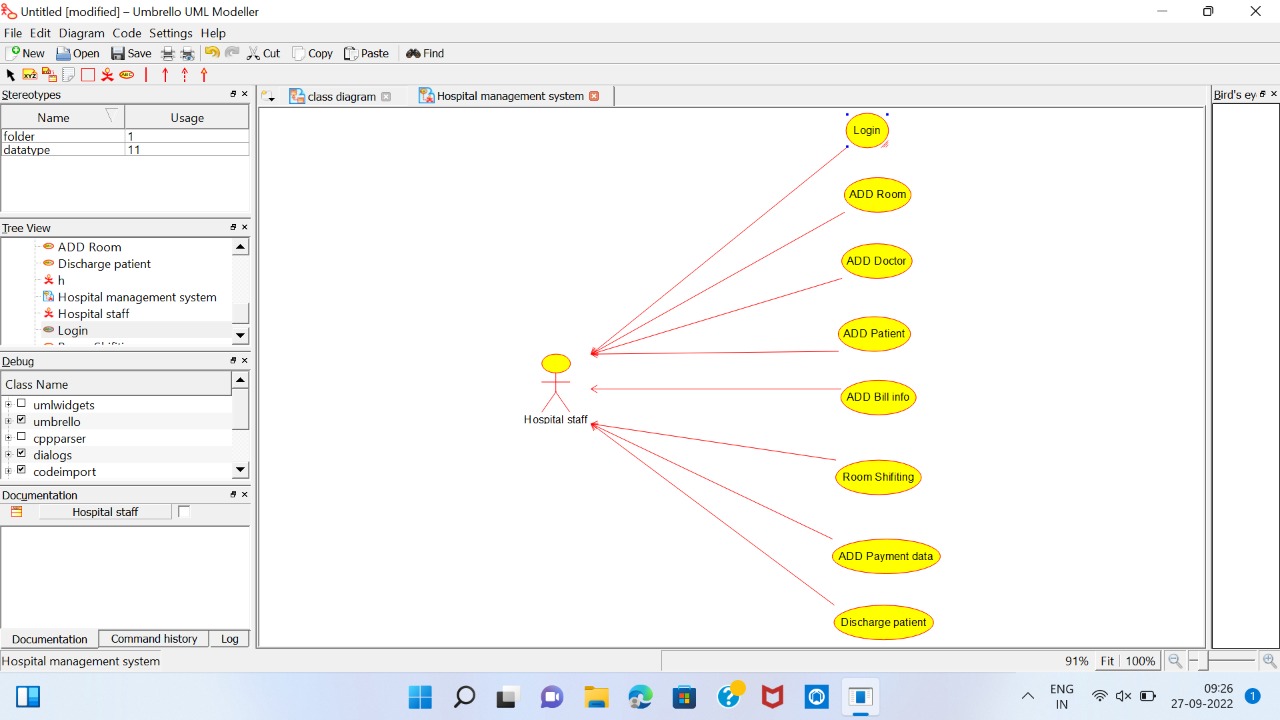 Untitled [modified] – Umbrello UML Modeller
File Edit Diagram Code Settings Help
New Open Save Cut Copy Paste Find
Stereotypes
Name Usage
folder 1
datatype 11
Tree View
ADD Room
Discharge patient
h
Hospital management system
Hospital staff
Login
Debug
Class Name
umlwidgets
umbrello
cppparser
dialogs
codeimport
Documentation
Hospital staff
Documentation Command history Log
Hospital management system
class diagram
Hospital management system
Login
ADD Room
ADD Doctor
ADD Patient
ADD Bill info
Hospital staff
Room Shifiting
ADD Payment data
Discharge patient
Bird's ey
91% Fit 100%
ENG
IN
09:26
27-09-2022
1